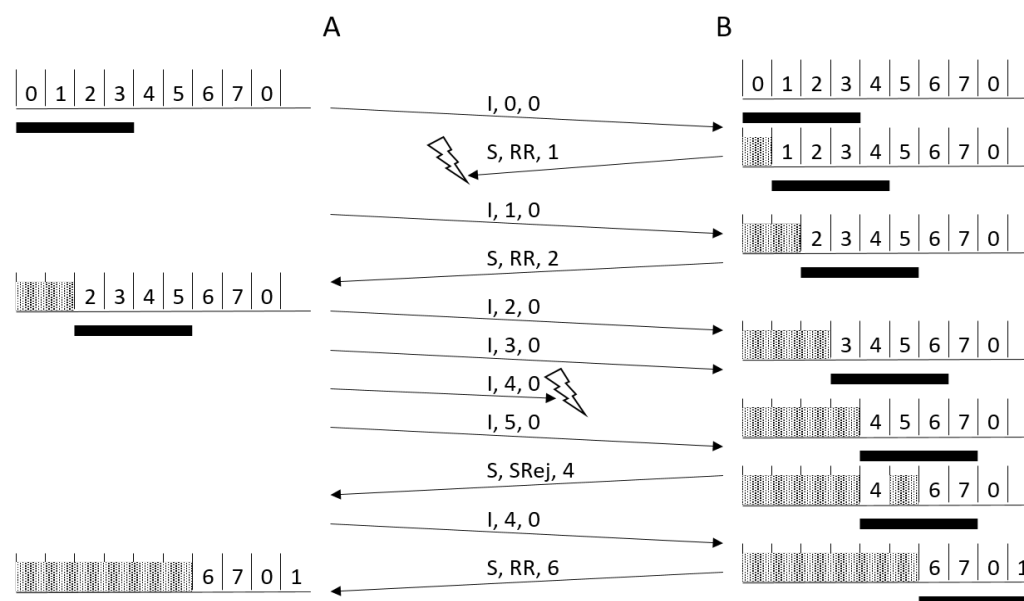 A
B
0 1 2 3 4 5 6 7 0
0 1 2 3 4 5 6 7 0
I, 0, 0
S, RR, 1
1 2 3 4 5 6 7 0
I, 1, 0
2 3 4 5 6 7 0
S, RR, 2
2 3 4 5 6 7 0
I, 2, 0
3 4 5 6 7 0
I, 3, 0
I, 4, 0
I, 5, 0
4 5 6 7 0
S, SRej, 4
4 6 7 0
I, 4, 0
S, RR, 6
6 7 0 1
6 7 0 1